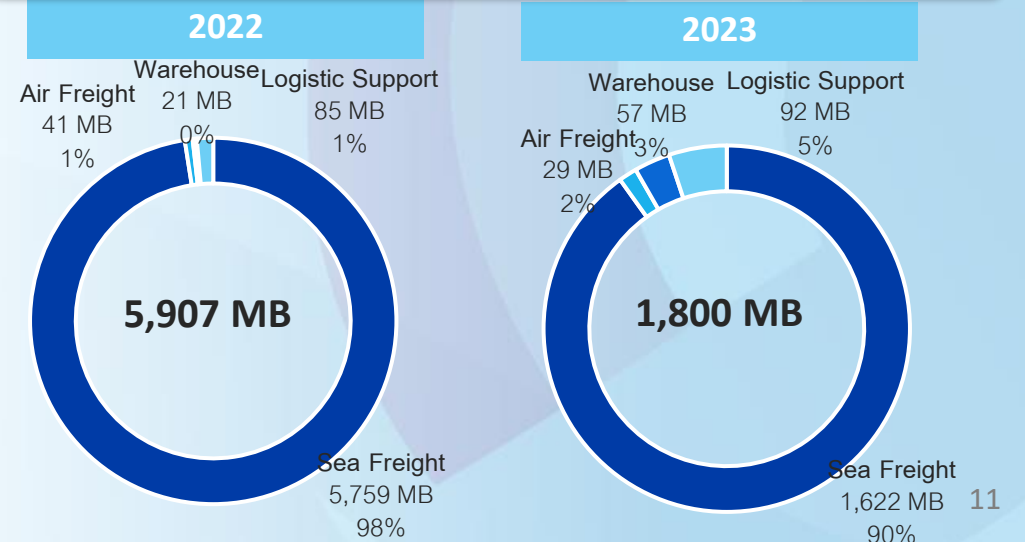 2022
Air Freight
41 MB
1%
Warehouse
21 MB
0%
Logistic Support
85 MB
1%
5,907 MB
Sea Freight
5,759 MB
98%
2023
Air Freight
29 MB
2%
Warehouse
57 MB
3%
Logistic Support
92 MB
5%
1,800 MB
Sea Freight
1,622 MB
90%
11